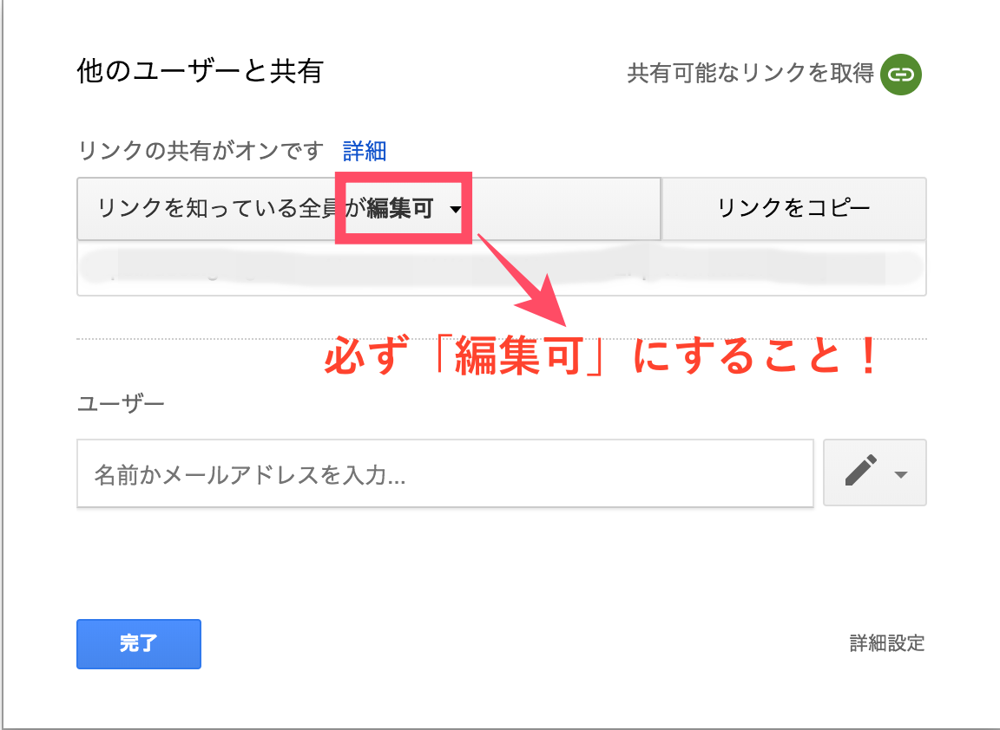 他のユーザーと共有
共有可能なリンクを取得
リンクの共有がオンです 詳細
リンクを知っている全員が編集可
リンクをコピー
必ず「編集可」にすること！
ユーザー
名前かメールアドレスを入力...
完了
詳細設定